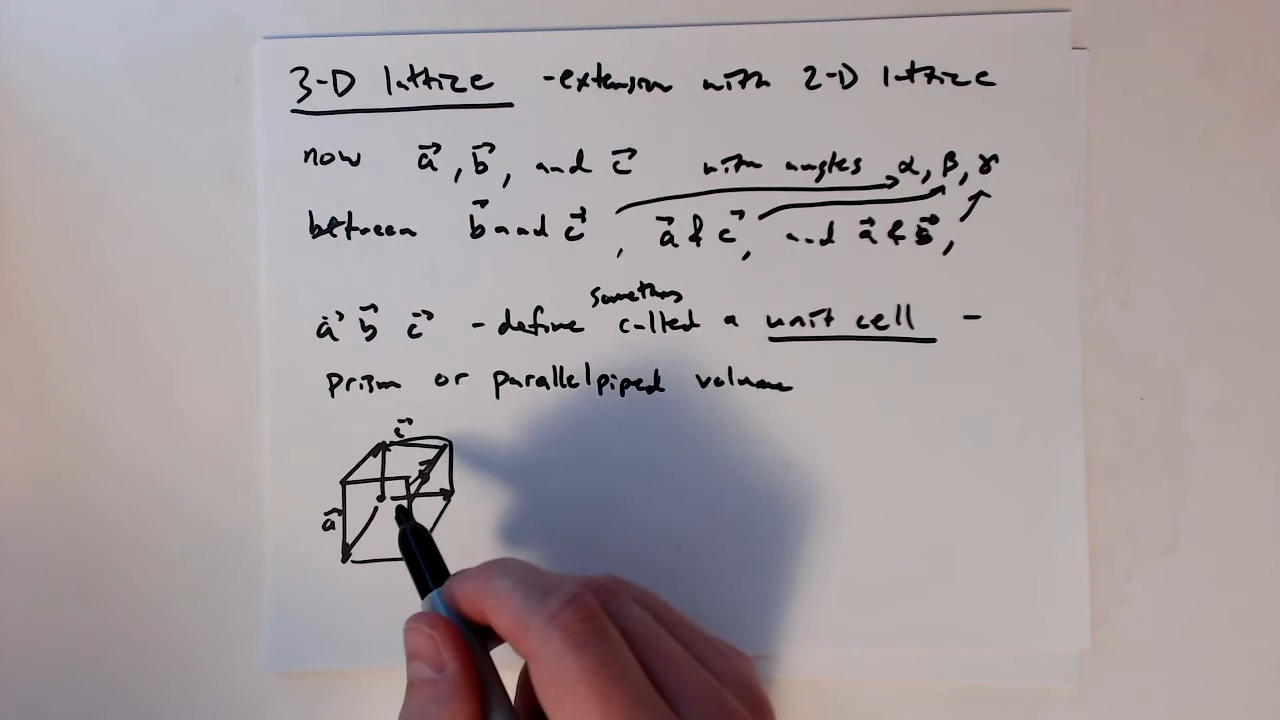 3-D lattice - extension with 2-D lattice
now a⃗, b⃗, and c⃗ with angles α, β, γ
between b⃗ and c⃗, a⃗ & c⃗, and a⃗ & b⃗,
something
a⃗ b⃗ c⃗ - define called a unit cell -
prism or parallelpiped volume
c⃗
a⃗